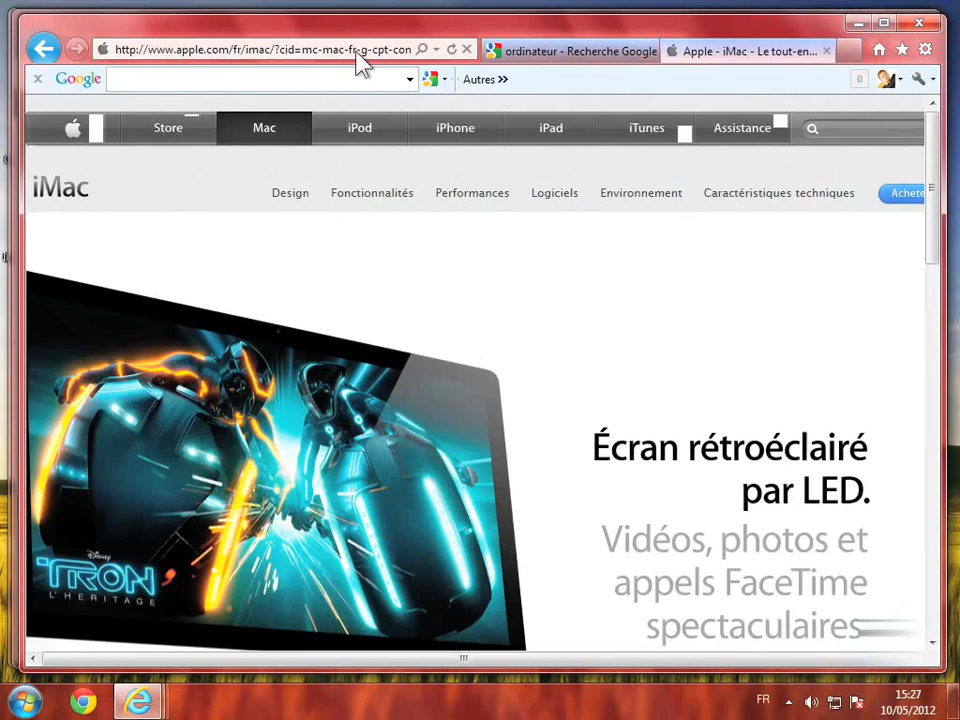 http://www.apple.com/fr/imac/?cid=mc-mac-fr-g-cpt-con
ordinateur - Recherche Google
Apple - iMac - Le tout-en...
x Google
Autres »
0
Store
Mac
iPod
iPhone
iPad
iTunes
Assistance
iMac
Design
Fonctionnalités
Performances
Logiciels
Environnement
Caractéristiques techniques
Achete
Écran rétroéclairé
par LED.
Vidéos, photos et
appels FaceTime
spectaculaires
Disney
TRON
L'HERITAGE
FR
15:27
10/05/2012